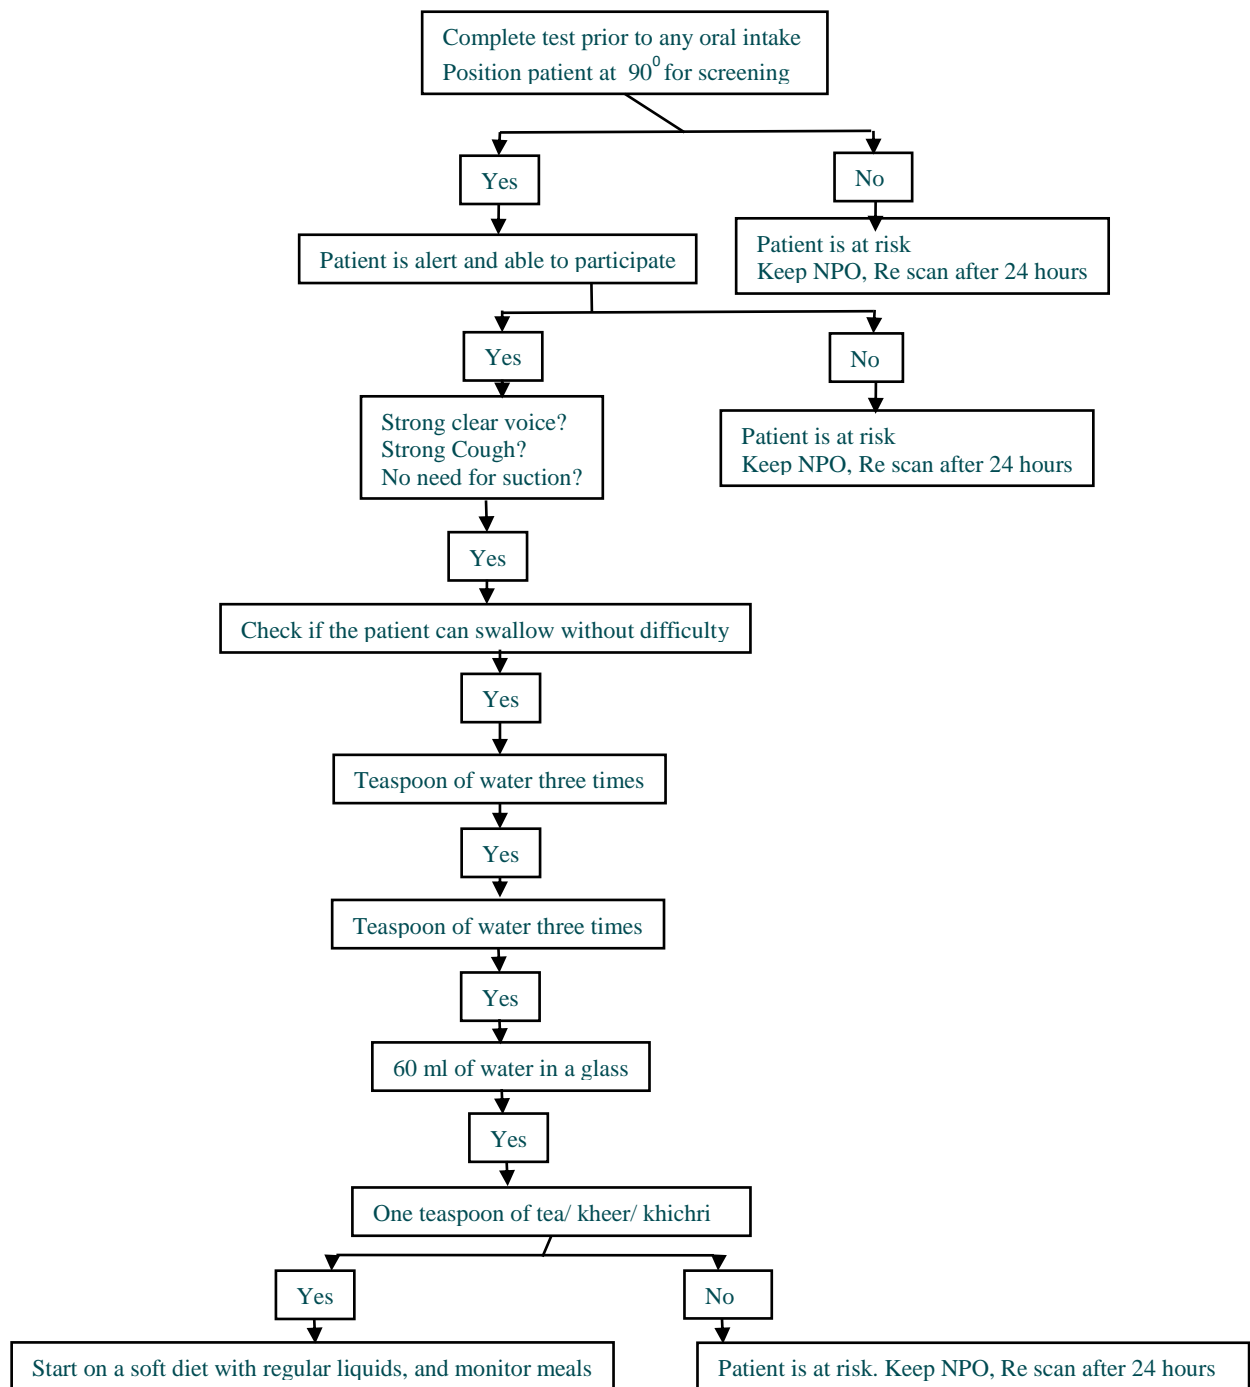 Complete test prior to any oral intake
Position patient at 90⁰ for screening
Yes
No
Patient is alert and able to participate
Patient is at risk
Keep NPO, Re scan after 24 hours
Yes
No
Strong clear voice?
Strong Cough?
No need for suction?
Patient is at risk
Keep NPO, Re scan after 24 hours
Yes
Check if the patient can swallow without difficulty
Yes
Teaspoon of water three times
Yes
Teaspoon of water three times
Yes
60 ml of water in a glass
Yes
One teaspoon of tea/ kheer/ khichri
Yes
No
Start on a soft diet with regular liquids, and monitor meals
Patient is at risk. Keep NPO, Re scan after 24 hours